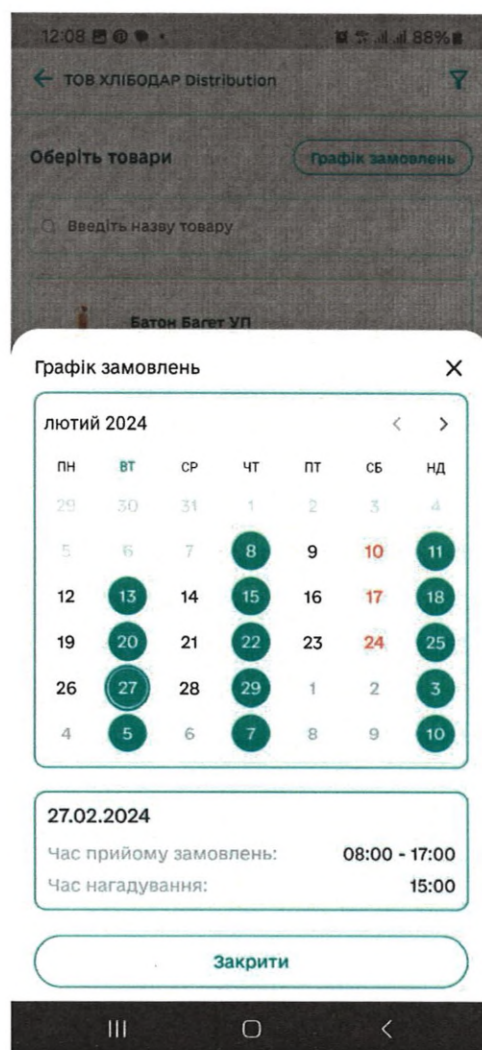 12:08
88%
ТОВ ХЛІБОДАР Distribution
Оберіть товари
Графік замовлень
Введіть назву товару
Батон Багет УП
Графік замовлень
лютий 2024
ПН ВТ СР ЧТ ПТ СБ НД
29 30 31 1 2 3 4
5 6 7 8 9 10 11
12 13 14 15 16 17 18
19 20 21 22 23 24 25
26 27 28 29 1 2 3
4 5 6 7 8 9 10
27.02.2024
Час прийому замовлень: 08:00 - 17:00
Час нагадування: 15:00
Закрити